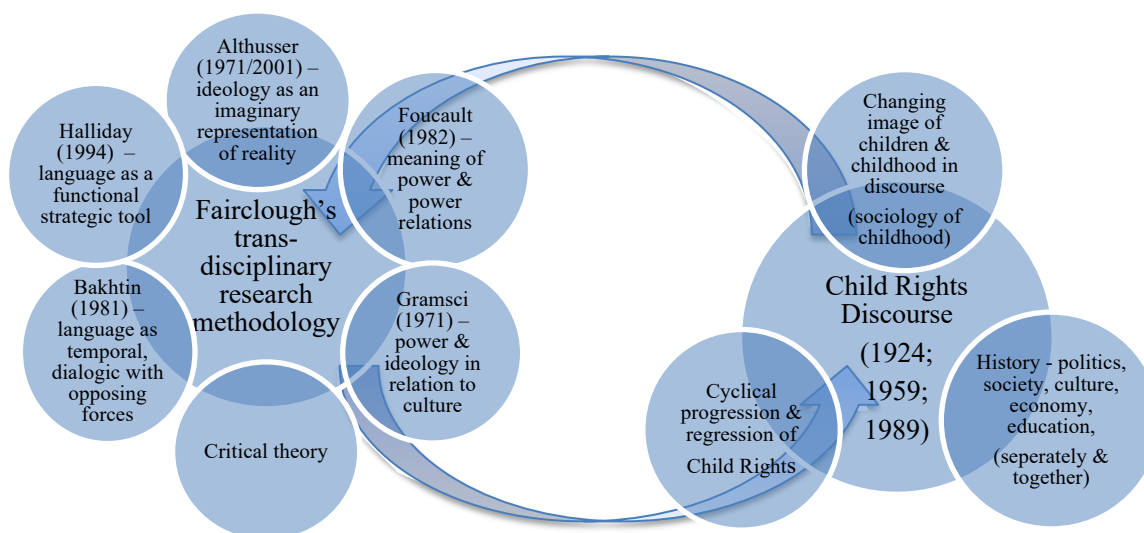 Althusser
(1971/2001) –
ideology as an
imaginary
representation
of reality
Halliday
(1994) –
language as a
functional
strategic tool
Foucault
(1982) –
meaning of
power &
power
relations
Fairclough's
trans-
disciplinary
research
methodology
Bakhtin
(1981) –
language as
temporal,
dialogic with
opposing
forces
Gramsci
(1971) –
power &
ideology in
relation to
culture
Critical theory
Changing
image of
children &
childhood in
discourse
(sociology of
childhood)
Child Rights
Discourse
(1924;
1959;
1989)
Cyclical
progression &
regression of
Child Rights
History - politics,
society, culture,
economy,
education,
(seperately &
together)